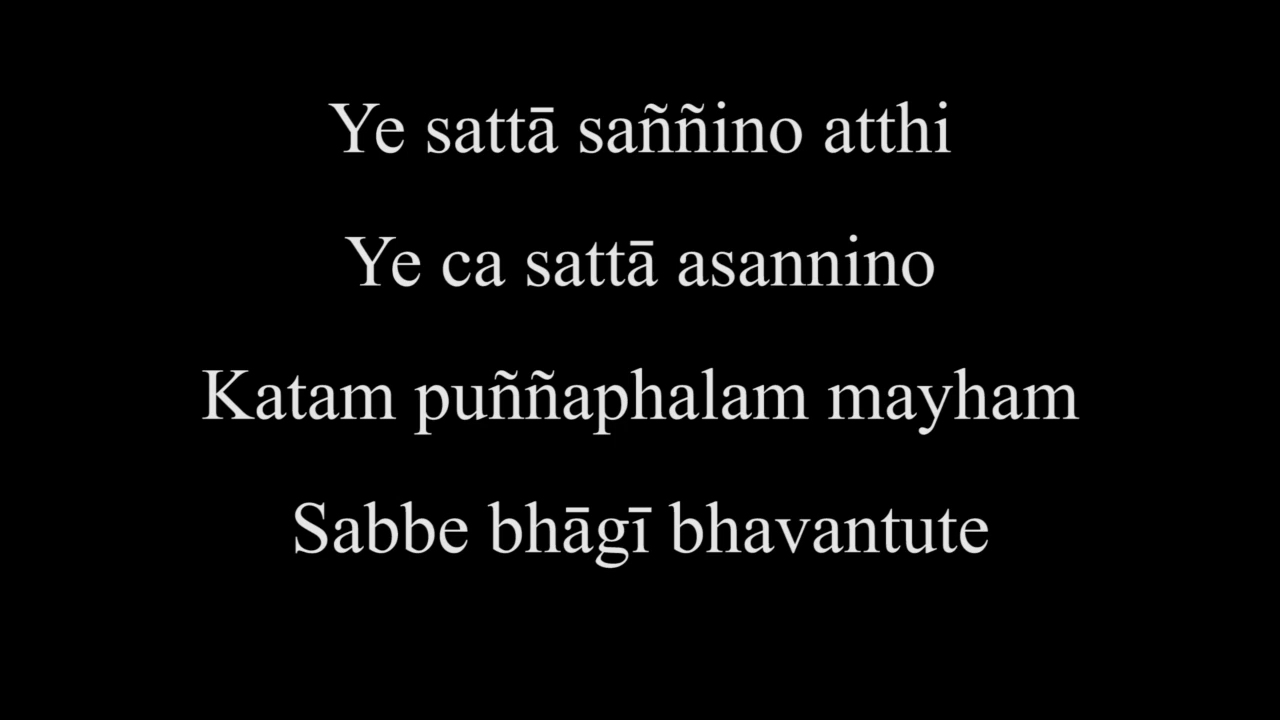 Ye sattā saññino atthi
Ye ca sattā asannino
Katam puññaphalam mayham
Sabbe bhāgī bhavantute